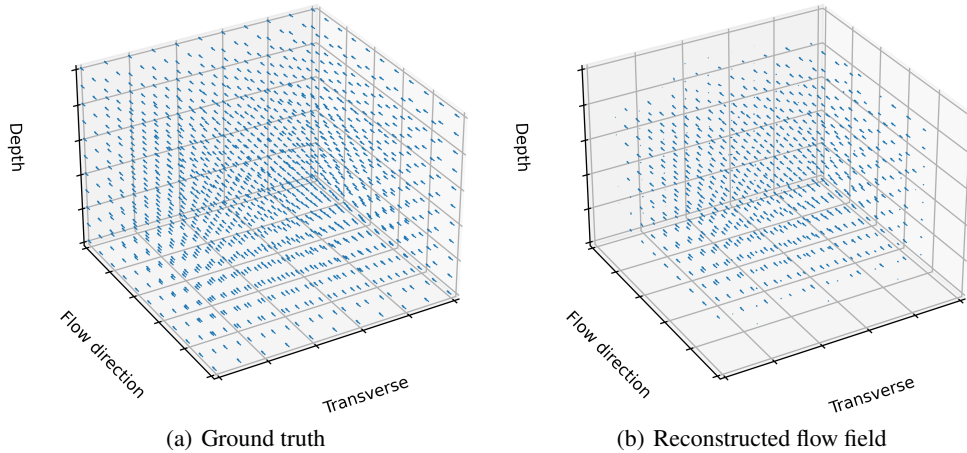 Depth
Flow direction
Transverse
(a) Ground truth
Depth
Flow direction
Transverse
(b) Reconstructed flow field